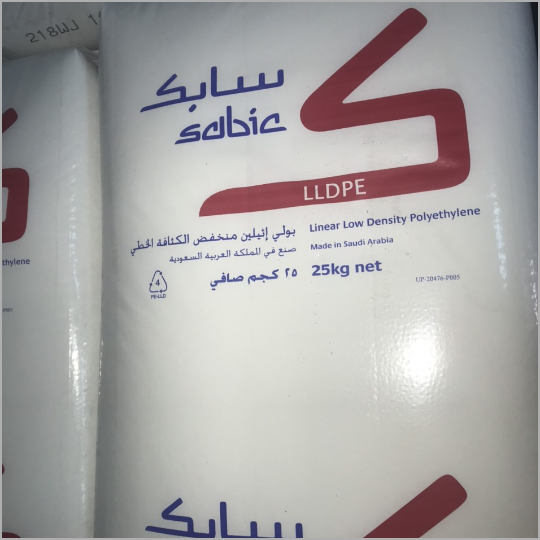 218WJ
سابك
sabic
LLDPE
بولي إثيلين منخفض الكثافة الخطي
Linear Low Density Polyethylene
صنع في المملكة العربية السعودية
Made in Saudi Arabia
٢٥ كجم صافي
25kg net
4
PE-LLD
UP-20476-P005
thylene
سابك